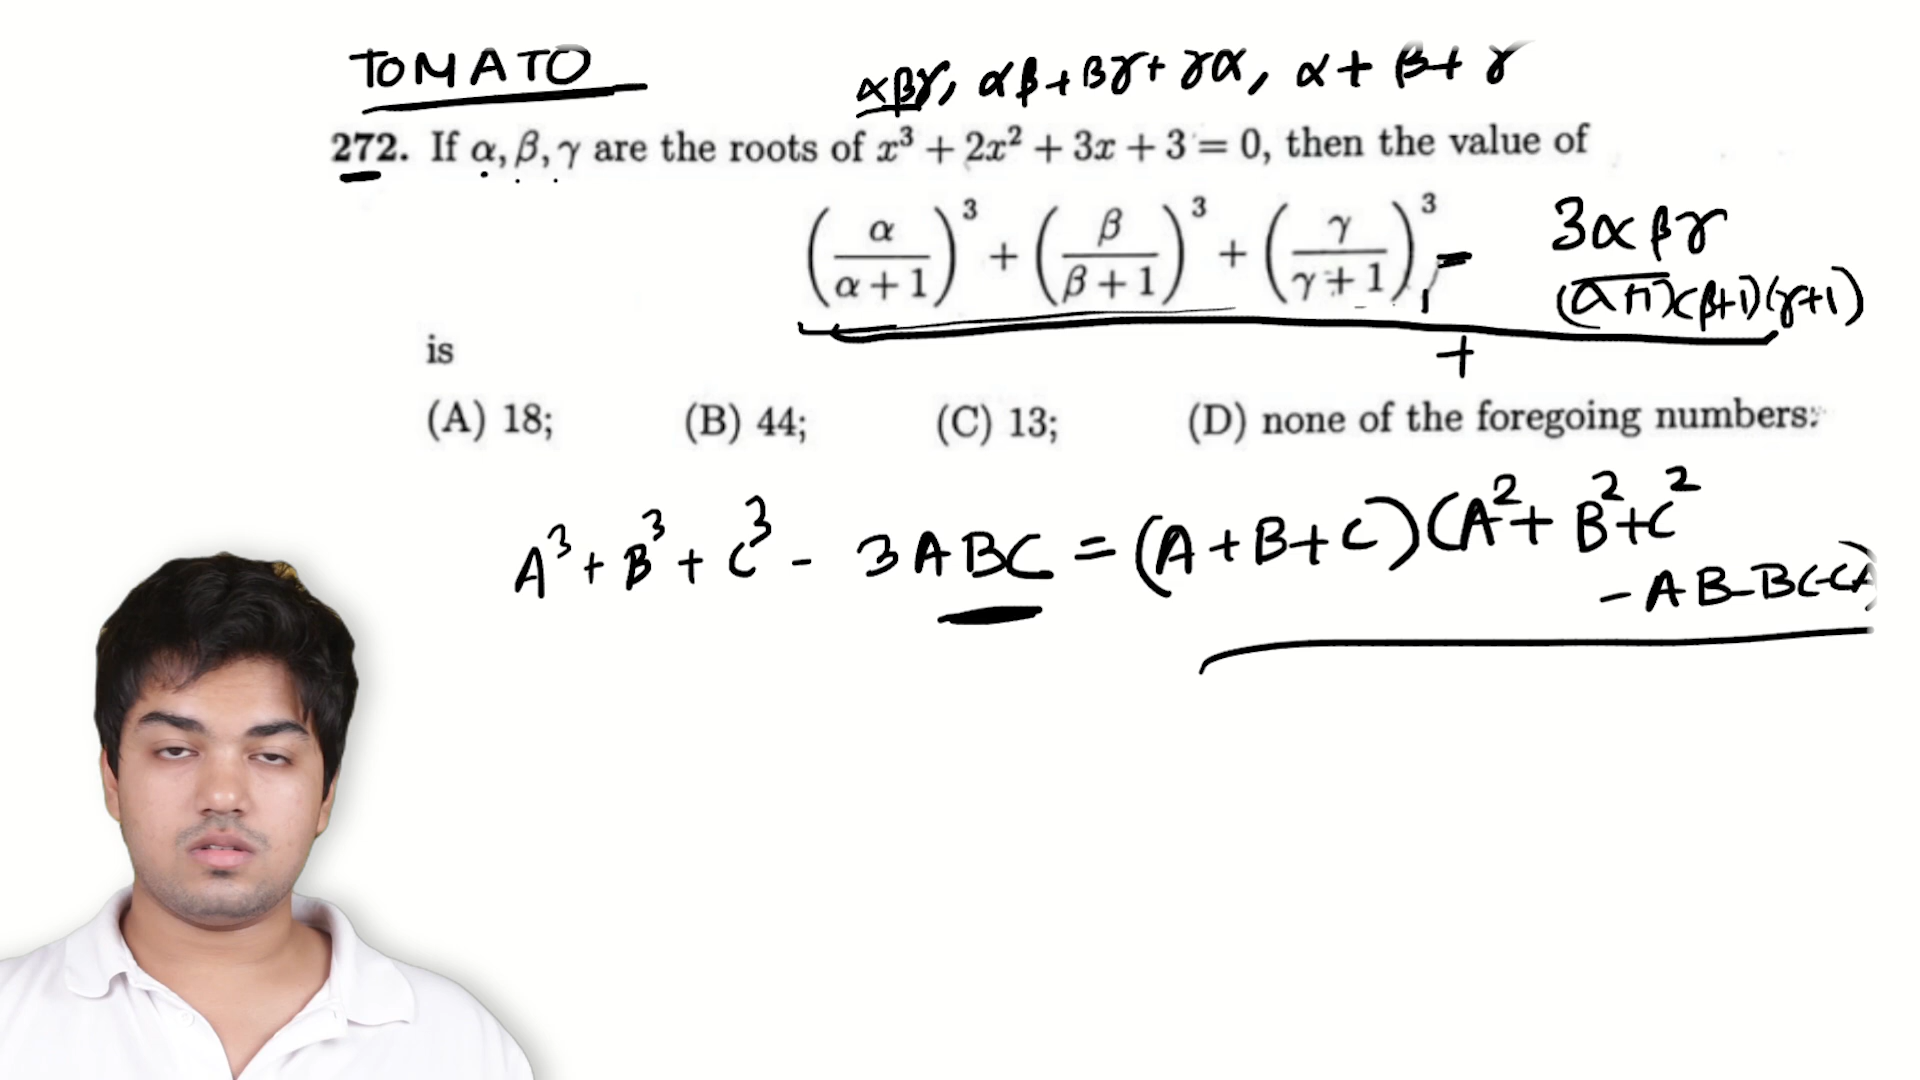 TOMATO
αβγ, αβ+βγ+γα, α+β+γ
272. If α, β, γ are the roots of x³ + 2x² + 3x + 3 = 0, then the value of
(α/(α+1))³ + (β/(β+1))³ + (γ/(γ+1))³ - 3αβγ/(α+1)(β+1)(γ+1)
+
is
(A) 18; (B) 44; (C) 13; (D) none of the foregoing numbers.
A³+B³+C³ - 3ABC = (A+B+C)(A²+B²+C²
-AB-BC-CA)